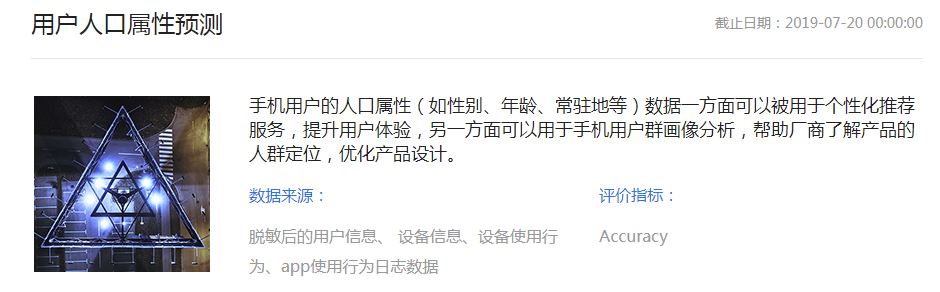 用户人口属性预测
截止日期：2019-07-20 00:00:00
手机用户的人口属性（如性别、年龄、常驻地等）数据一方面可以被用于个性化推荐
服务，提升用户体验，另一方面可以用于手机用户群画像分析，帮助厂商了解产品的
人群定位，优化产品设计。
数据来源：
评价指标：
脱敏后的用户信息、 设备信息、设备使用行
Accuracy
为、app使用行为日志数据